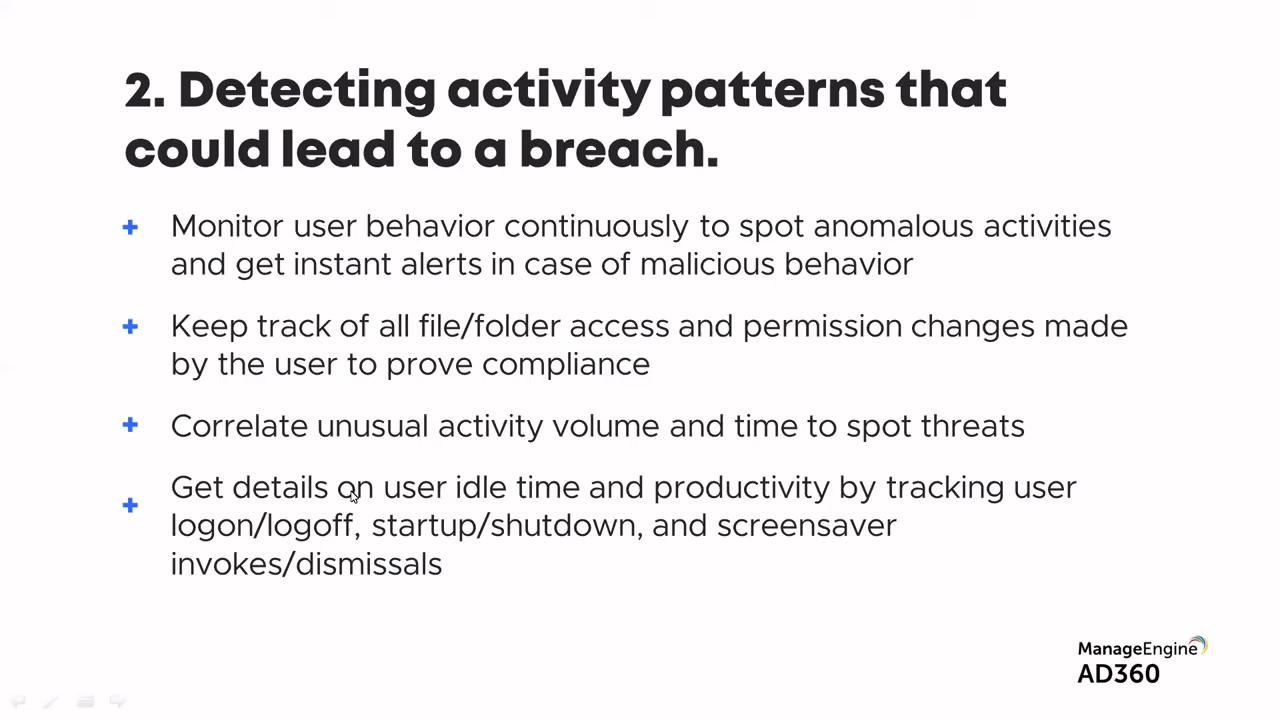 2. Detecting activity patterns that
could lead to a breach.
+ Monitor user behavior continuously to spot anomalous activities
and get instant alerts in case of malicious behavior
+ Keep track of all file/folder access and permission changes made
by the user to prove compliance
+ Correlate unusual activity volume and time to spot threats
+ Get details on user idle time and productivity by tracking user
logon/logoff, startup/shutdown, and screensaver
invokes/dismissals
ManageEngine
AD360